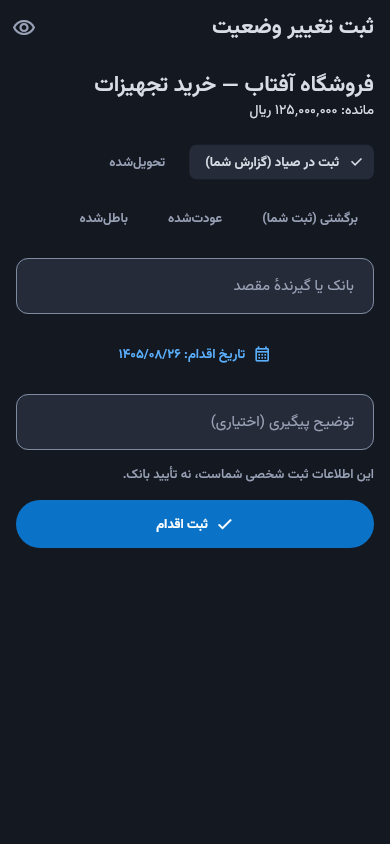 ثبت تغییر وضعیت
فروشگاه آفتاب — خرید تجهیزات
مانده: ۱۲۵,۰۰۰,۰۰۰ ریال
ثبت در صیاد (گزارش شما) تحویل‌شده
برگشتی (ثبت شما) عودت‌شده باطل‌شده
بانک یا گیرندهٔ مقصد
تاریخ اقدام: ۱۴۰۵/۰۸/۲۶
توضیح پیگیری (اختیاری)
این اطلاعات ثبت شخصی شماست، نه تأیید بانک.
ثبت اقدام